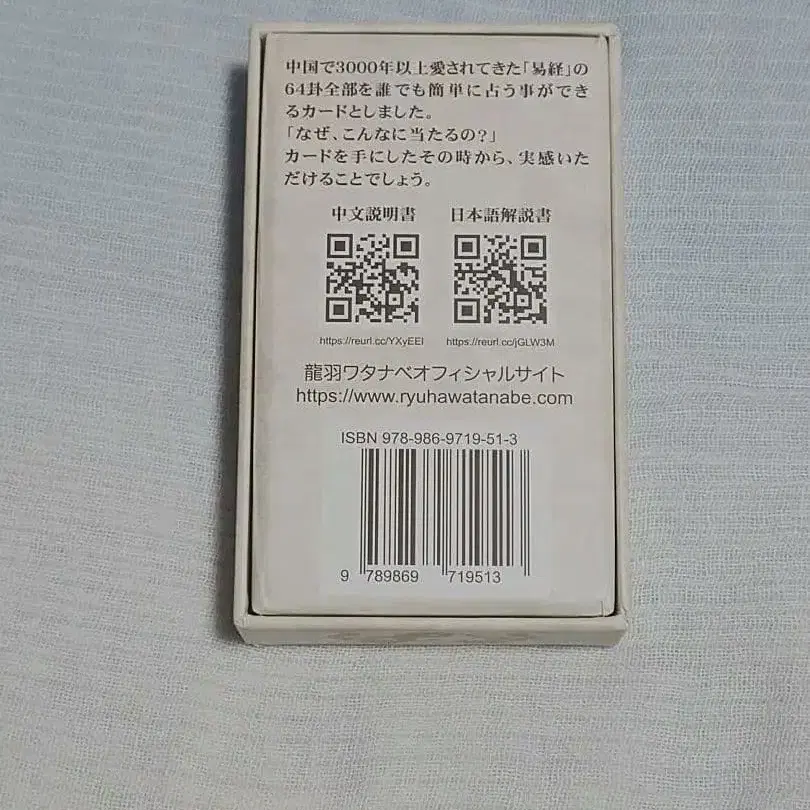 中国で3000年以上愛されてきた「易経」の
64卦全部を誰でも簡単に占う事ができ
るカードとしました。
「なぜ、こんなに当たるの？」
カードを手にしたその時から、実感いた
だけることでしょう。
中文説明書 日本語解説書
https://reurl.cc/YXyEEl https://reurl.cc/jGLW3M
龍羽ワタナベオフィシャルサイト
https://www.ryuhawatanabe.com
ISBN 978-986-9719-51-3
9 789869 719513